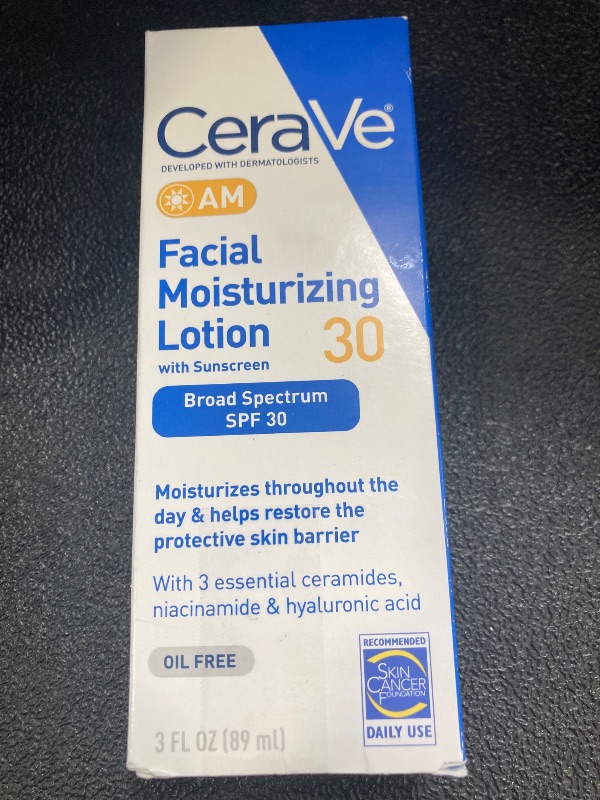 CeraVe®
DEVELOPED WITH DERMATOLOGISTS
AM
Facial
Moisturizing
Lotion 30
with Sunscreen
Broad Spectrum
SPF 30
Moisturizes throughout the
day & helps restore the
protective skin barrier
With 3 essential ceramides,
niacinamide & hyaluronic acid
OIL FREE
RECOMMENDED
SKIN
CANCER
FOUNDATION
DAILY USE
3 FL OZ (89 ml)